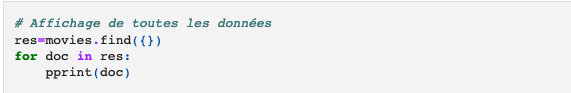 # Affichage de toutes les données
res=movies.find({})
for doc in res:
    pprint(doc)